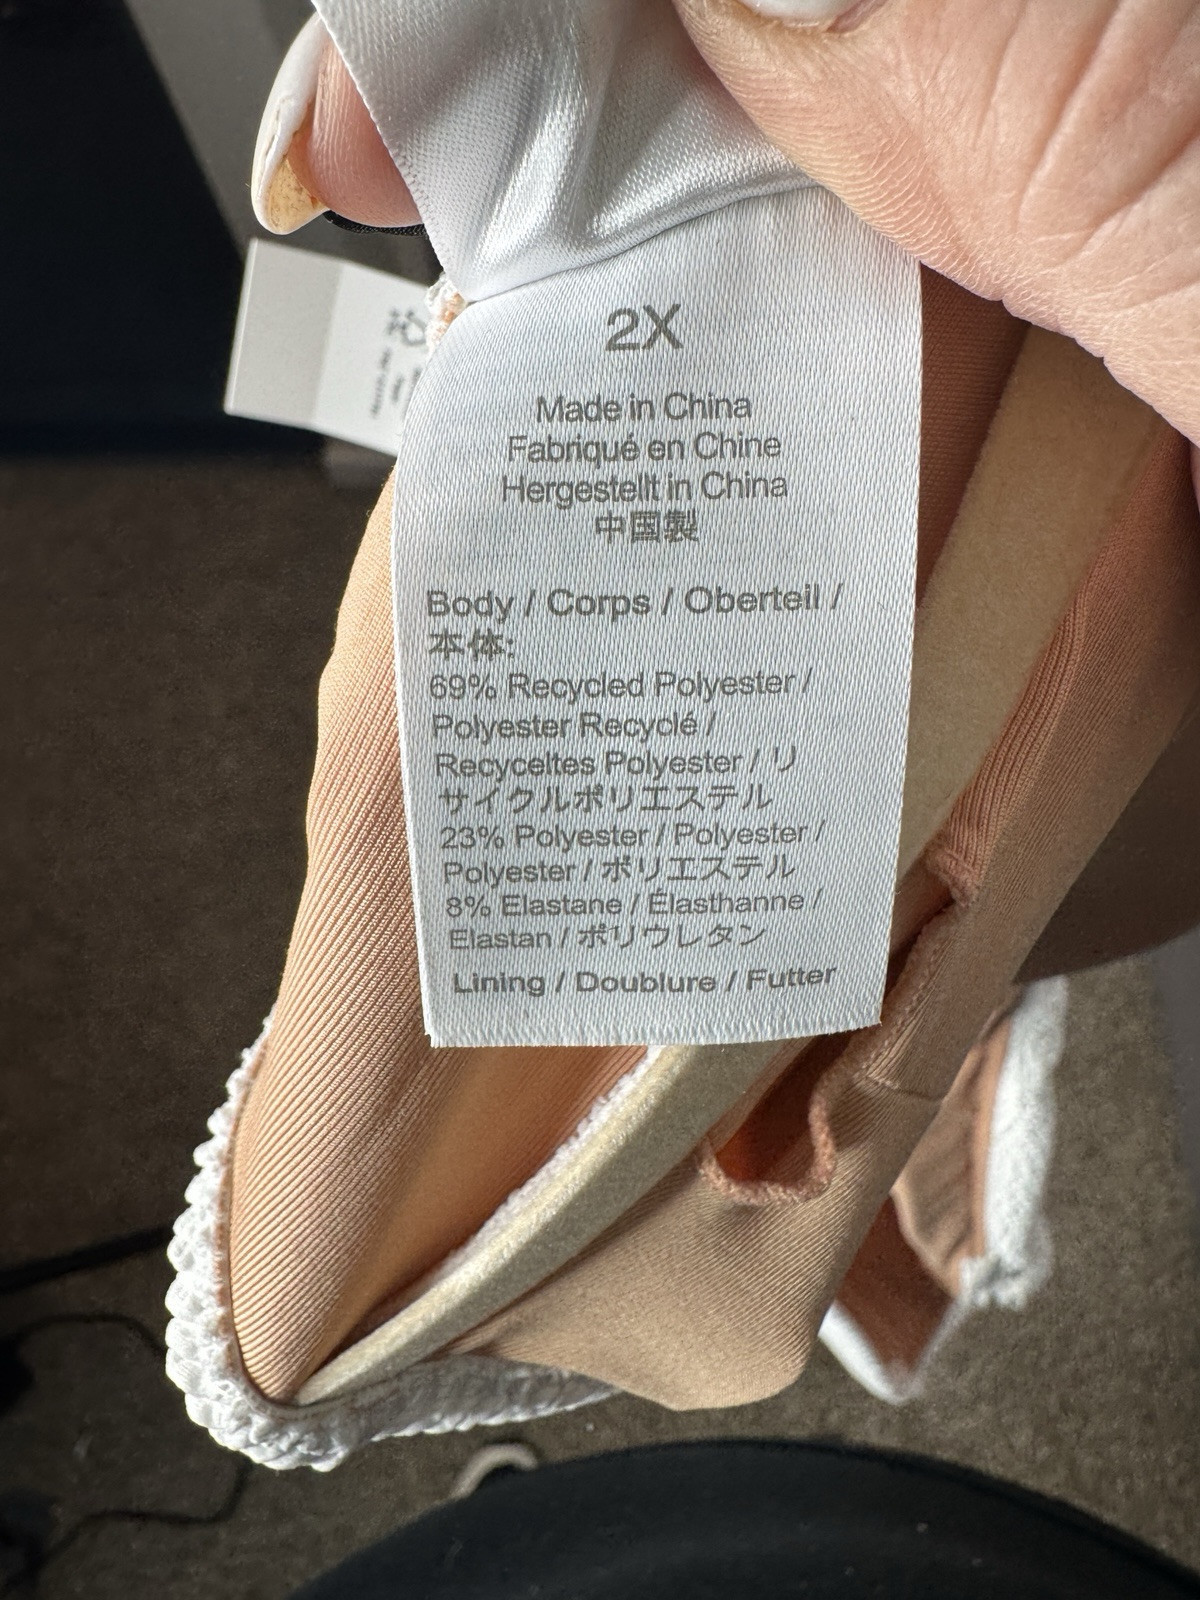 2X
Made in China
Fabriqué en Chine
Hergestellt in China
中国製
Body / Corps / Oberteil /
本体:
69% Recycled Polyester /
Polyester Recyclé /
Recyceltes Polyester / リ
サイクルポリエステル
23% Polyester / Polyester /
Polyester / ポリエステル
8% Elastane / Élasthanne /
Elastan / ポリウレタン
Lining / Doublure / Futter